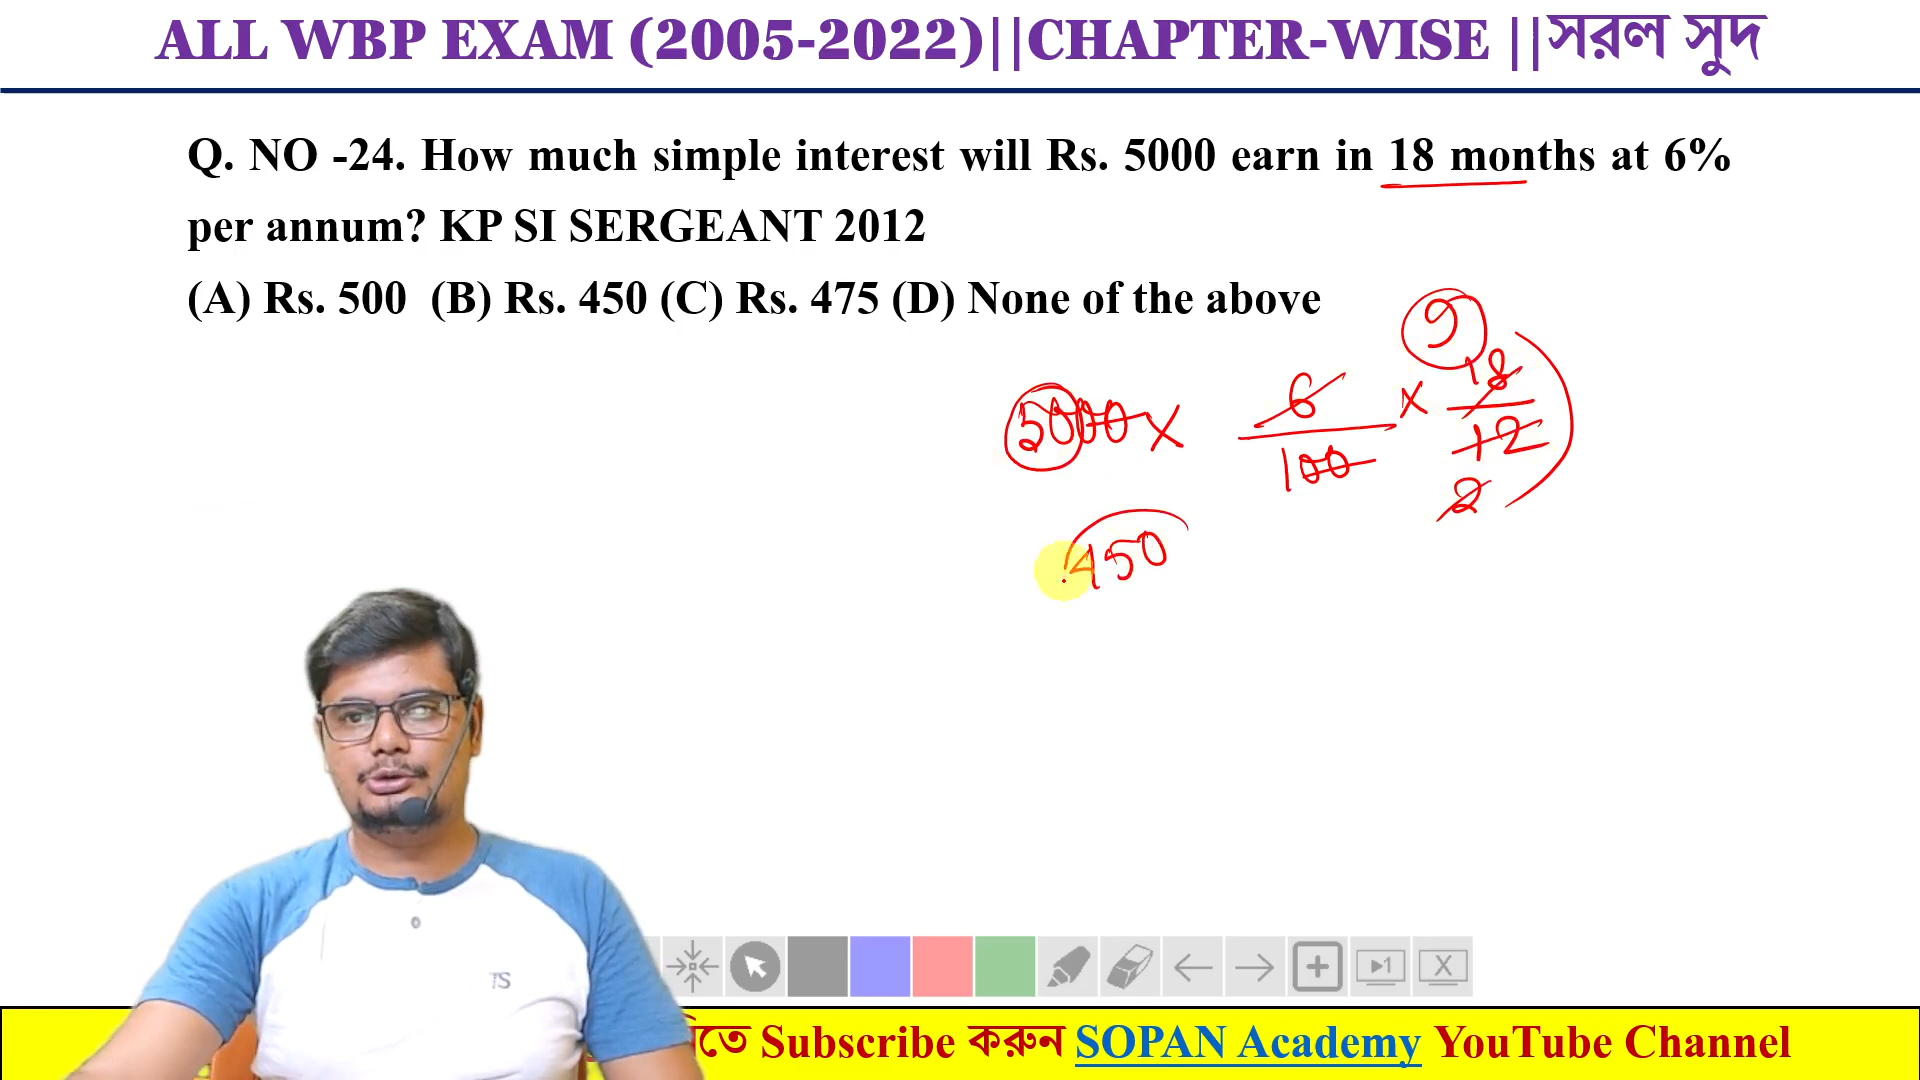 ALL WBP EXAM (2005-2022)||CHAPTER-WISE ||সরল সুদ
Q. NO -24. How much simple interest will Rs. 5000 earn in 18 months at 6%
per annum? KP SI SERGEANT 2012
(A) Rs. 500 (B) Rs. 450 (C) Rs. 475 (D) None of the above
9
5000 × 6/100 × 18/12
2
450
TS
Subscribe করুন SOPAN Academy YouTube Channel